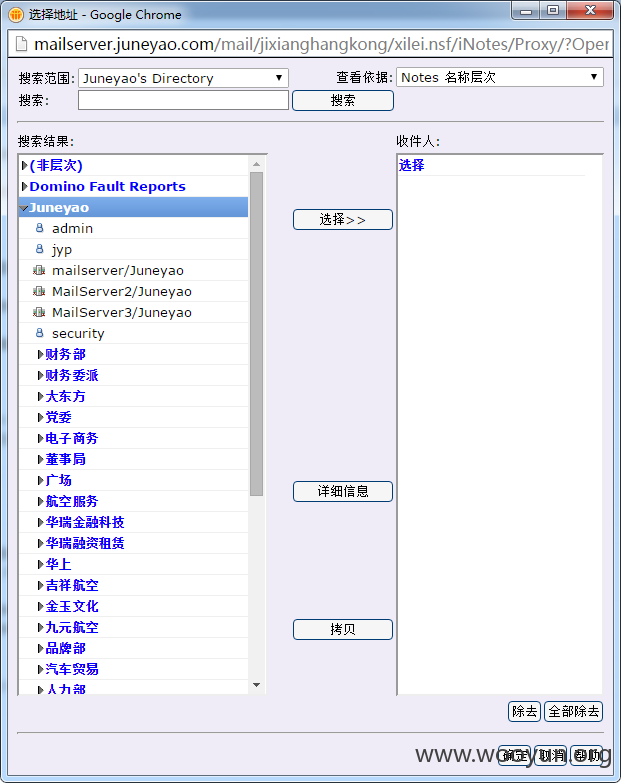 选择地址 - Google Chrome
mailserver.juneyao.com/mail/jixianghangkong/xilei.nsf/iNotes/Proxy/?Oper
搜索范围: Juneyao's Directory 查看依据: Notes 名称层次
搜索: 搜索
搜索结果: 收件人:
(非层次) 选择
Domino Fault Reports
Juneyao
admin 选择>>
jyp
mailserver/Juneyao
MailServer2/Juneyao
MailServer3/Juneyao
security
财务部
财务委派
大东方
党委
电子商务
董事局
广场 详细信息
航空服务
华瑞金融科技
华瑞融资租赁
华上
吉祥航空
金玉文化
九元航空 拷贝
品牌部
汽车贸易
人力部
除去 全部除去
确定 取消 帮助
www.wooyun.org